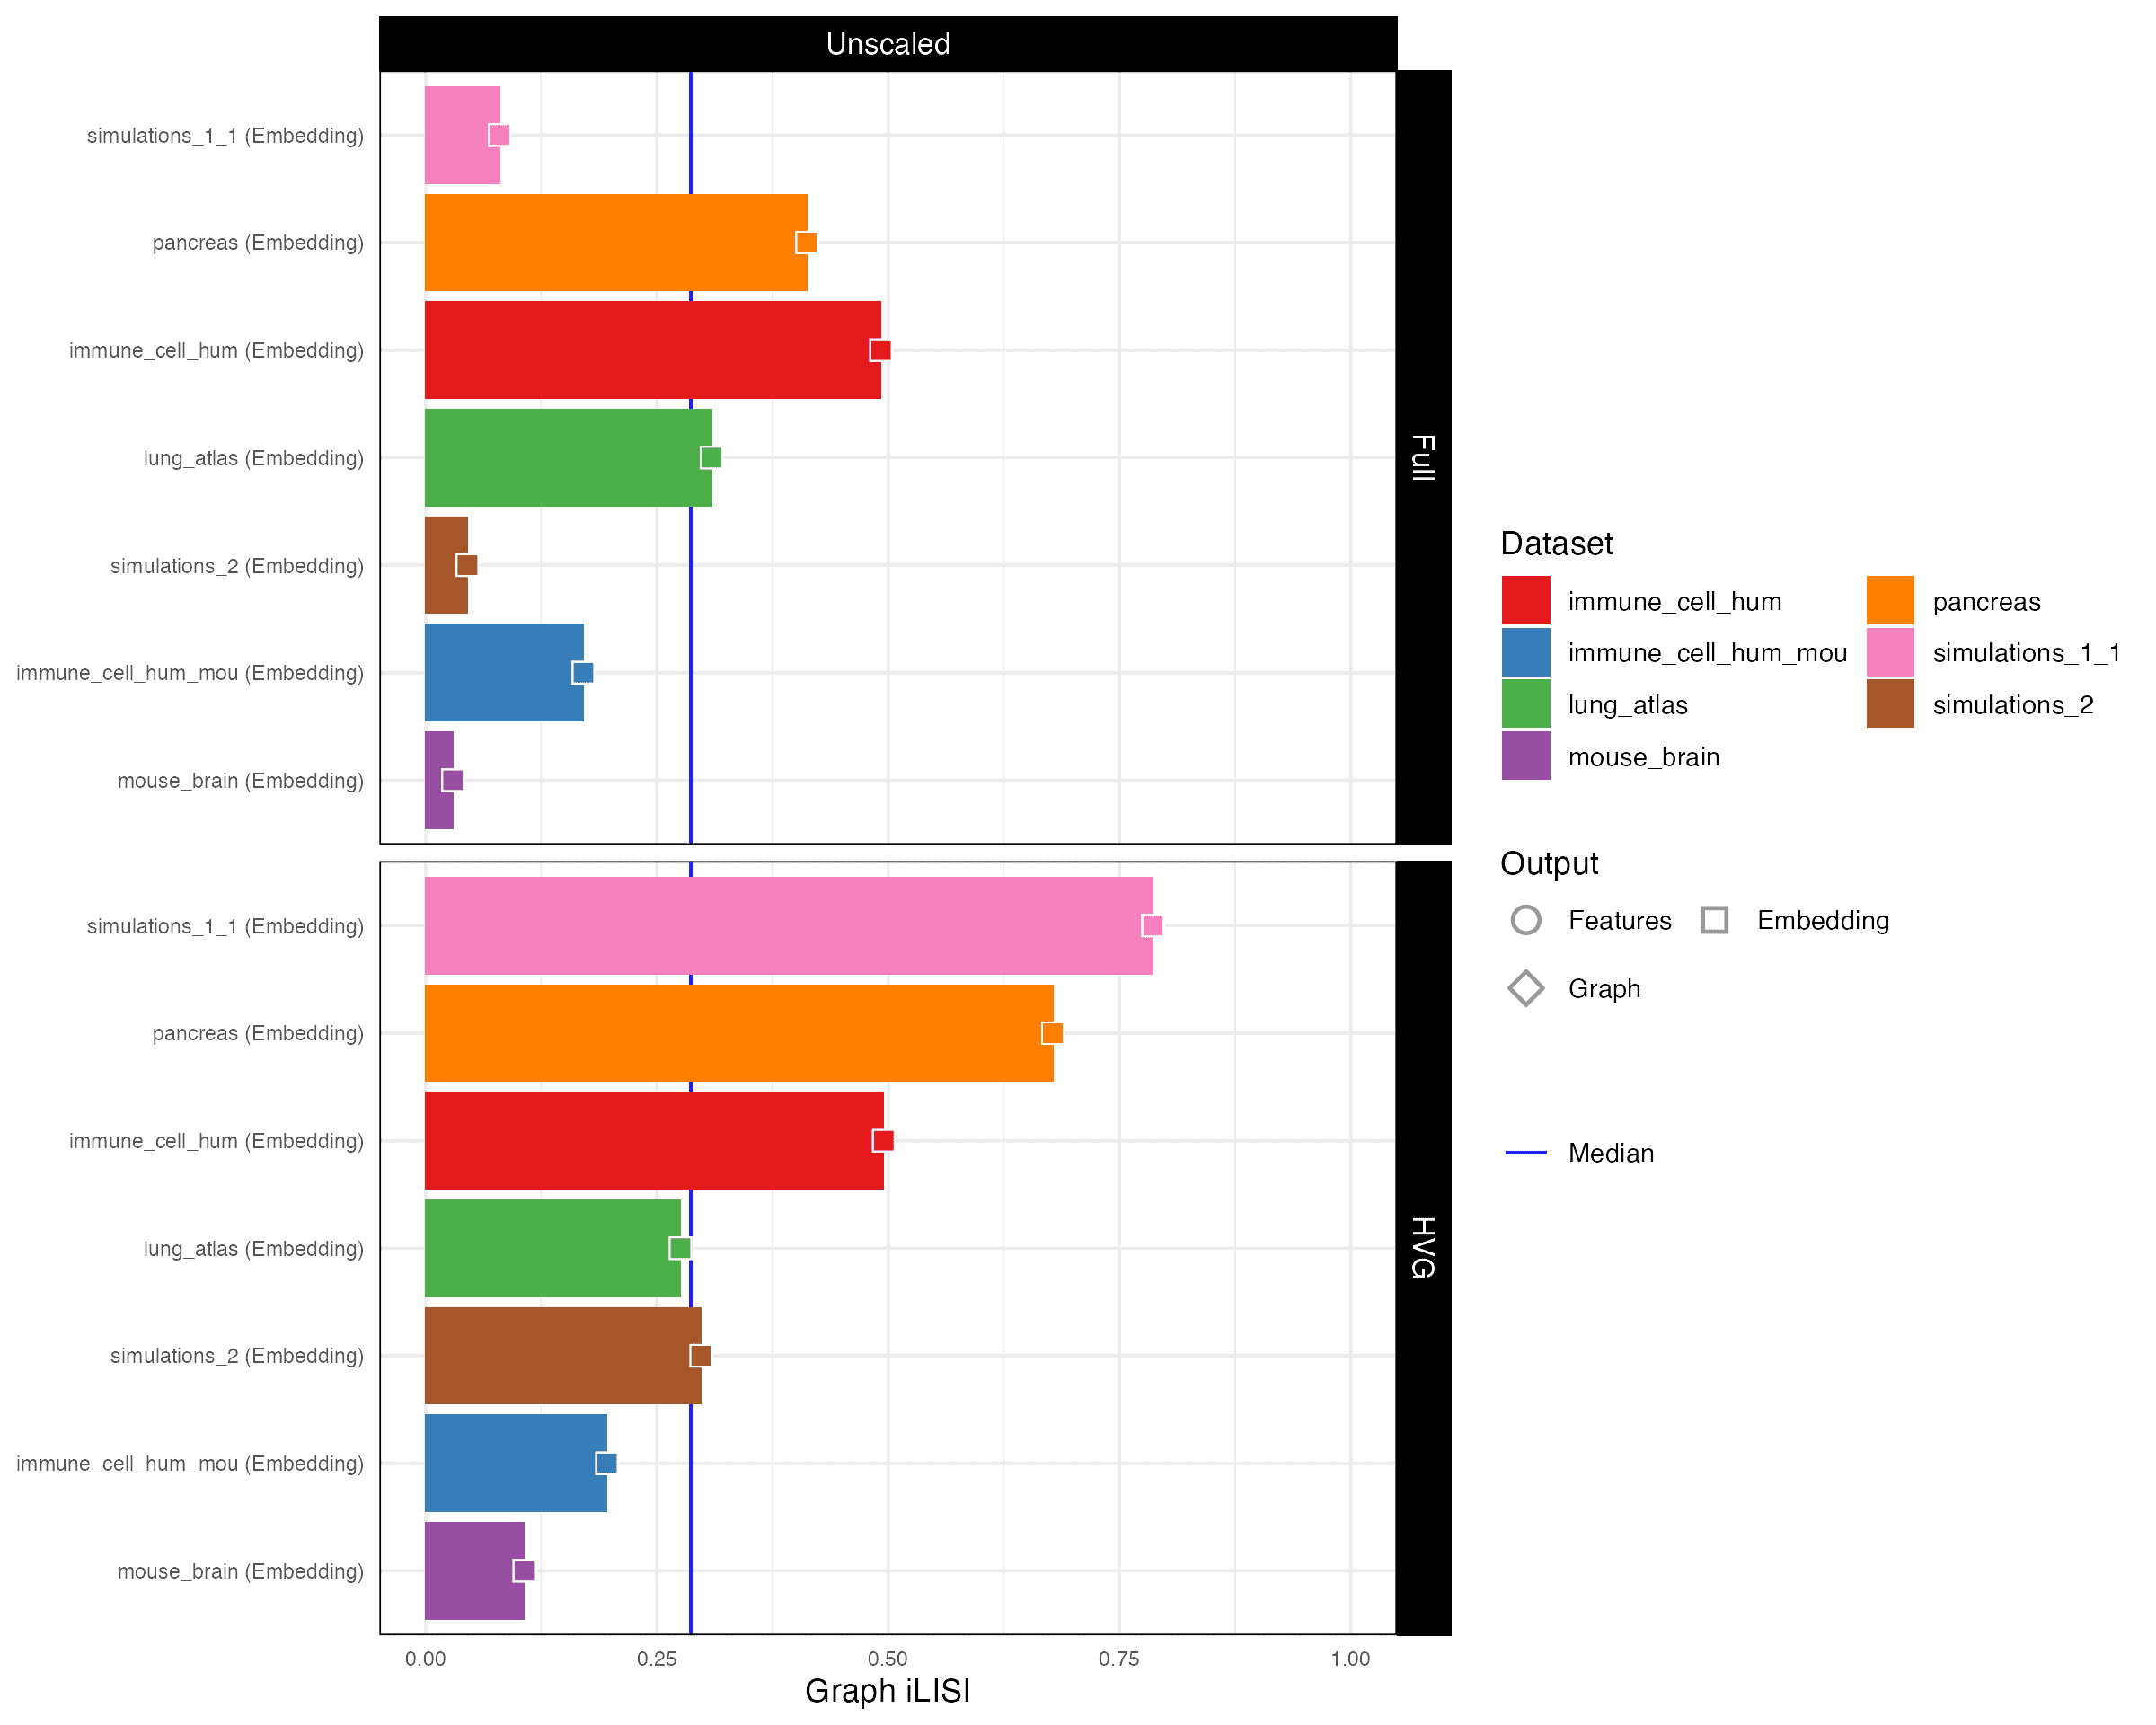 Unscaled
simulations_1_1 (Embedding)
pancreas (Embedding)
immune_cell_hum (Embedding)
lung_atlas (Embedding)
simulations_2 (Embedding)
immune_cell_hum_mou (Embedding)
mouse_brain (Embedding)
Full
simulations_1_1 (Embedding)
pancreas (Embedding)
immune_cell_hum (Embedding)
lung_atlas (Embedding)
simulations_2 (Embedding)
immune_cell_hum_mou (Embedding)
mouse_brain (Embedding)
HVG
0.00 0.25 0.50 0.75 1.00
Graph iLISI
Dataset
immune_cell_hum pancreas
immune_cell_hum_mou simulations_1_1
lung_atlas simulations_2
mouse_brain
Output
Features Embedding
Graph
Median